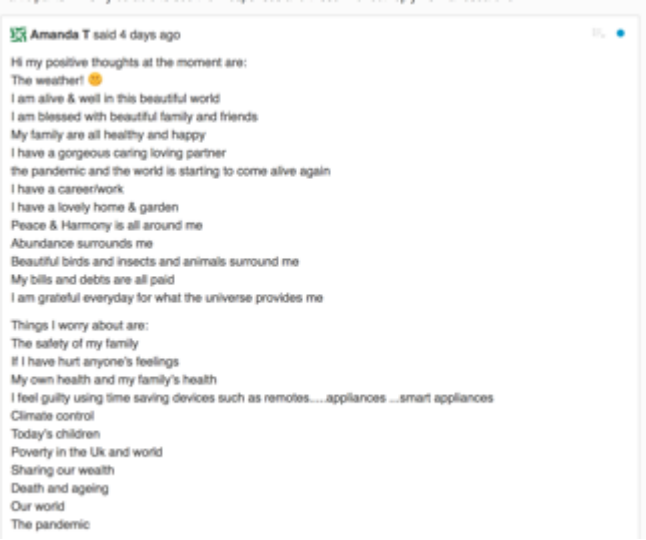 Amanda T said 4 days ago
Hi my positive thoughts at the moment are:
The weather! 🙂
I am alive & well in this beautiful world
I am blessed with beautiful family and friends
My family are all healthy and happy
I have a gorgeous caring loving partner
the pandemic and the world is starting to come alive again
I have a career/work
I have a lovely home & garden
Peace & Harmony is all around me
Abundance surrounds me
Beautiful birds and insects and animals surround me
My bills and debts are all paid
I am grateful everyday for what the universe provides me
Things I worry about are:
The safety of my family
If I have hurt anyone's feelings
My own health and my family's health
I feel guilty using time saving devices such as remotes.....appliances ...smart appliances
Climate control
Today's children
Poverty in the Uk and world
Sharing our wealth
Death and ageing
Our world
The pandemic